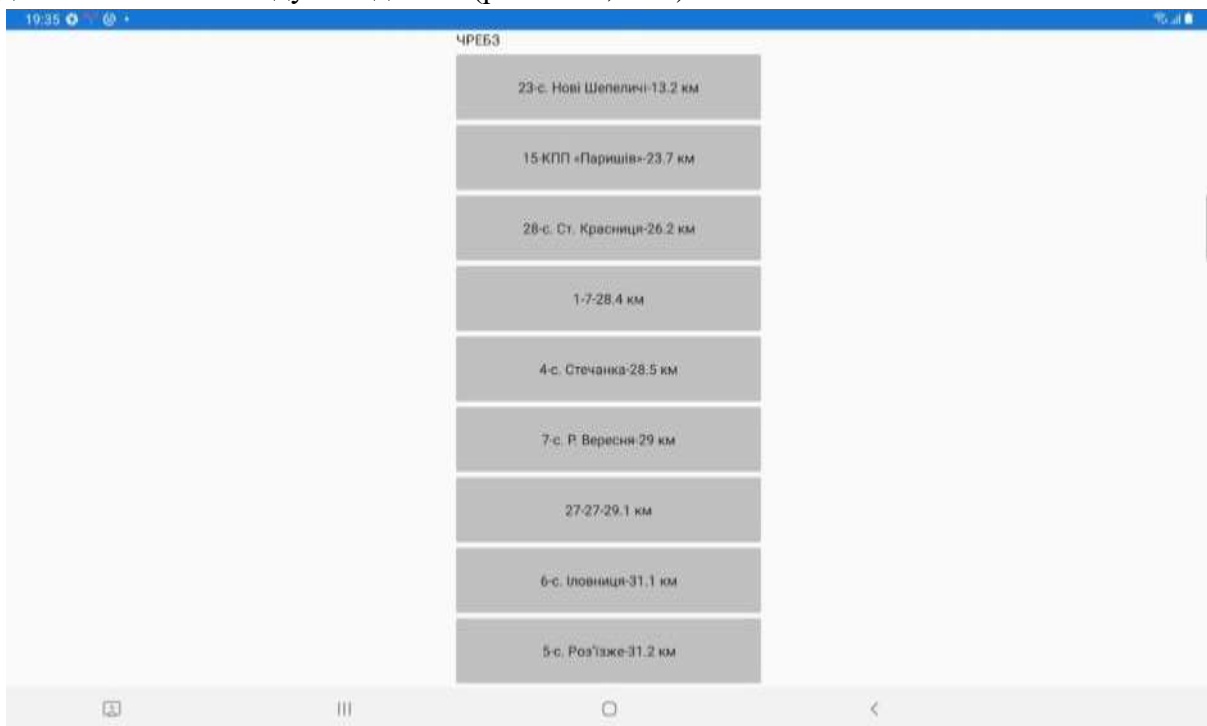 19:35
ЧРЕБЗ
23-с. Нові Шепеличі-13.2 км
15-КПП «Паришів»-23.7 км
28-с. Ст. Красниця-26.2 км
1-7-28.4 км
4-с. Стечанка-28.5 км
7-с. Р. Вересня-29 км
27-27-29.1 км
6-с. Іловниця-31.1 км
5-с. Роз'їзже-31.2 км